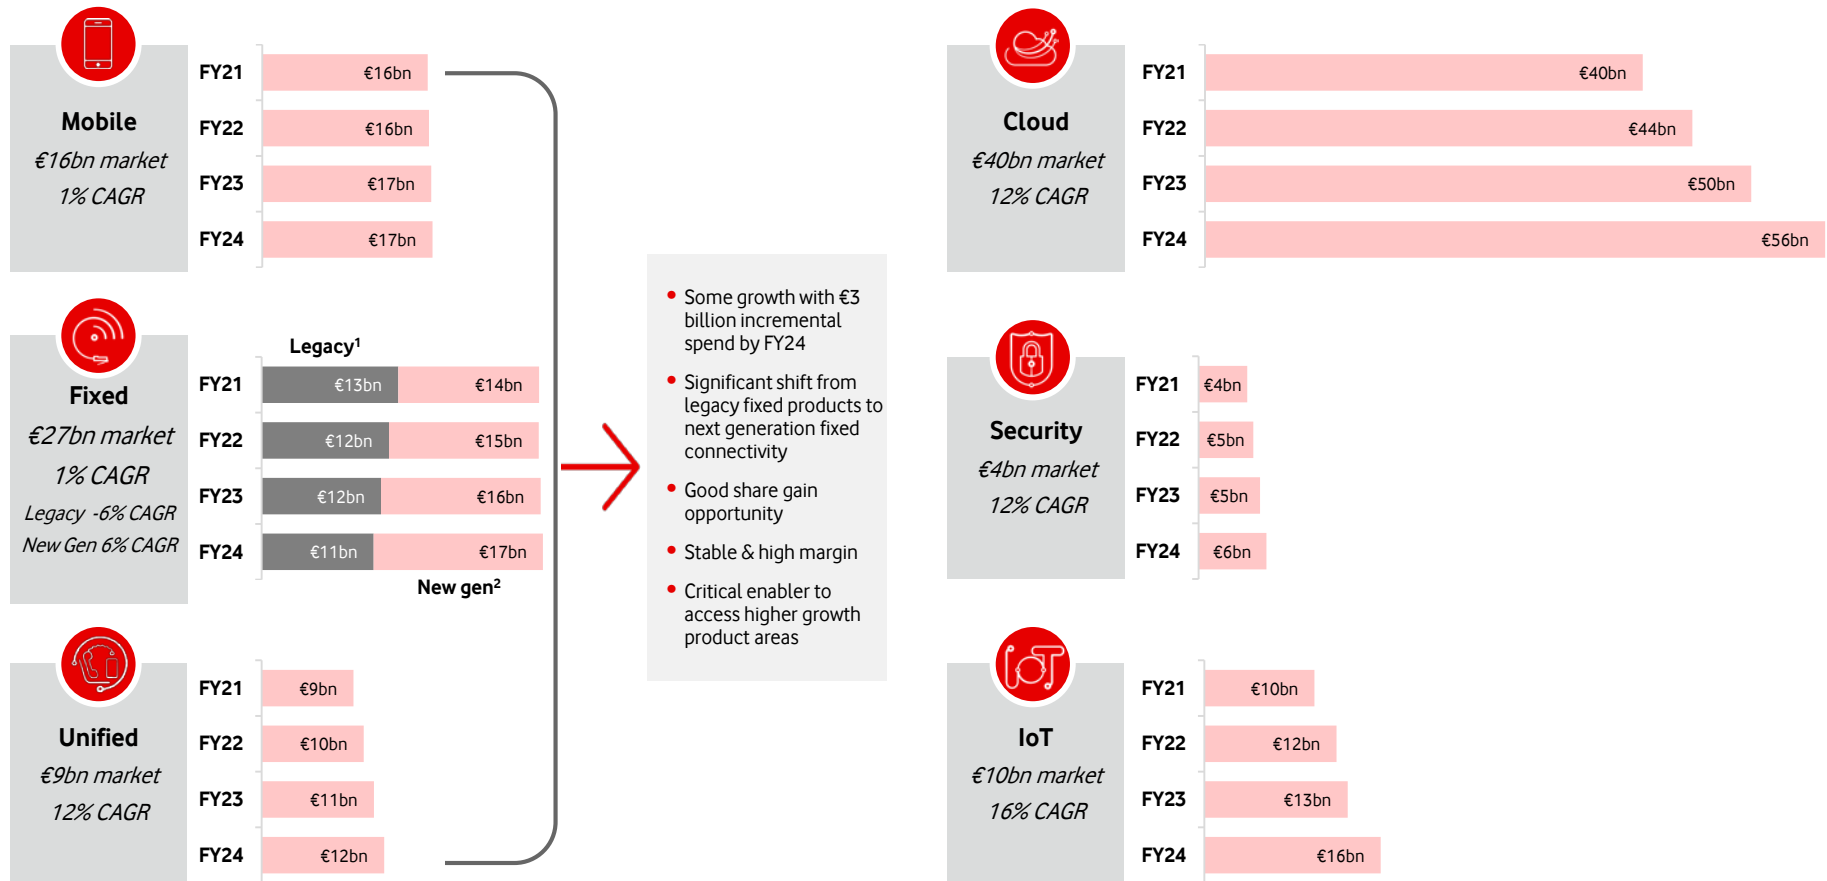 Mobile
€16bn market
1% CAGR
FY21 €16bn
FY22 €16bn
FY23 €17bn
FY24 €17bn
Fixed
€27bn market
1% CAGR
Legacy -6% CAGR
New Gen 6% CAGR
Legacy¹
FY21 €13bn €14bn
FY22 €12bn €15bn
FY23 €12bn €16bn
FY24 €11bn €17bn
New gen²
Unified
€9bn market
12% CAGR
FY21 €9bn
FY22 €10bn
FY23 €11bn
FY24 €12bn
• Some growth with €3
billion incremental
spend by FY24
• Significant shift from
legacy fixed products to
next generation fixed
connectivity
• Good share gain
opportunity
• Stable & high margin
• Critical enabler to
access higher growth
product areas
Cloud
€40bn market
12% CAGR
FY21 €40bn
FY22 €44bn
FY23 €50bn
FY24 €56bn
Security
€4bn market
12% CAGR
FY21 €4bn
FY22 €5bn
FY23 €5bn
FY24 €6bn
IoT
IoT
€10bn market
16% CAGR
FY21 €10bn
FY22 €12bn
FY23 €13bn
FY24 €16bn